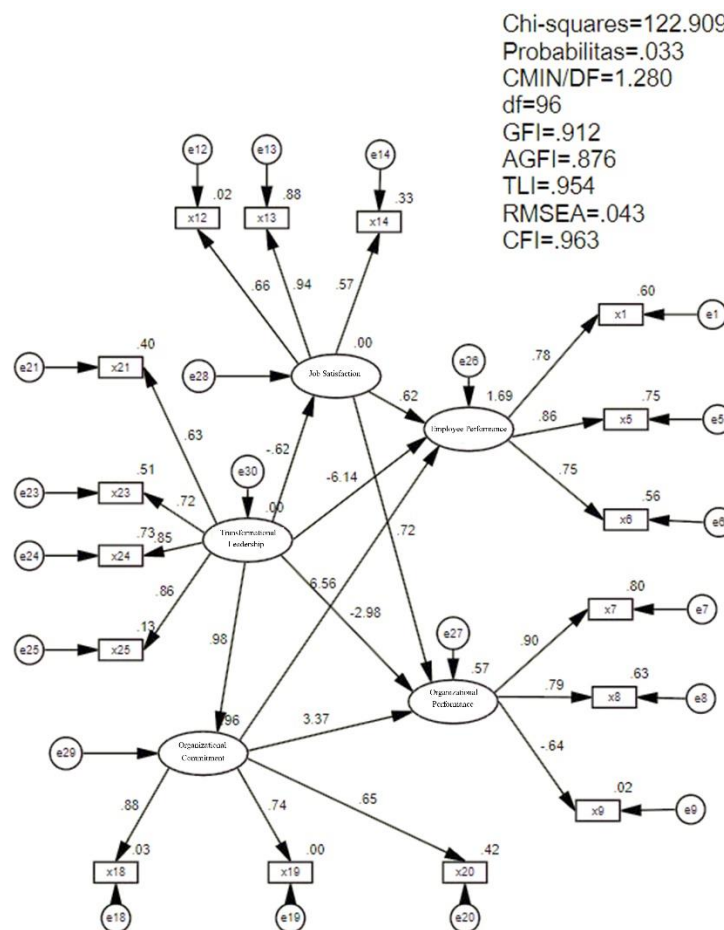 Chi-squares=122.909
Probabilitas=.033
CMIN/DF=1.280
df=96
GFI=.912
AGFI=.876
TLI=.954
RMSEA=.043
CFI=.963
e12
e13
e14
.02
.88
.33
x12
x13
x14
.66
.94
.57
.60
x1
e1
.40
.00
e26
.78
e21
x21
e28
Job Satisfaction
.62
1.69
.75
.86
x5
e5
Employee Performance
.63
-.62
.75
.51
e30
-6.14
.56
e23
x23
.72
x6
e6
.00
.73
.85
Transformational
Leadership
.72
e24
x24
.86
6.56
-2.98
.80
.13
e27
x7
e7
e25
x25
.98
.90
.57
.63
.79
x8
e8
Organizational
Performance
.96
3.37
-.64
e29
Organizational
Commitment
.02
x9
e9
.88
.74
.65
.03
.00
.42
x18
x19
x20
e18
e19
e20